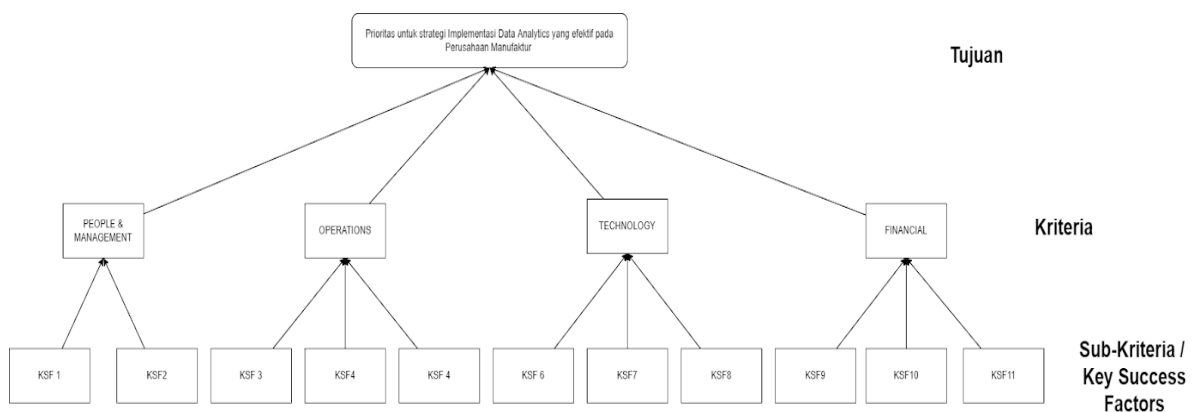 Prioritas untuk strategi Implementasi Data Analytics yang efektif pada
Perusahaan Manufaktur
Tujuan
PEOPLE &
MANAGEMENT
OPERATIONS
TECHNOLOGY
FINANCIAL
Kriteria
KSF 1
KSF2
KSF 3
KSF4
KSF 4
KSF 6
KSF7
KSF8
KSF9
KSF10
KSF11
Sub-Kriteria /
Key Success
Factors